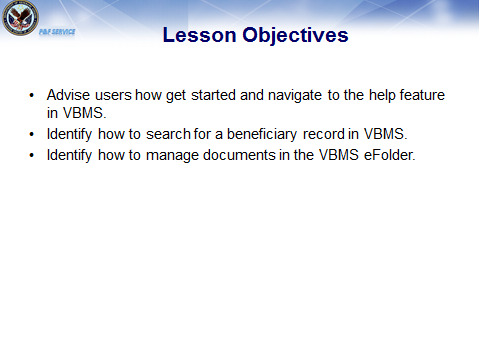 P&F SERVICE
Lesson Objectives
• Advise users how get started and navigate to the help feature
in VBMS.
• Identify how to search for a beneficiary record in VBMS.
• Identify how to manage documents in the VBMS eFolder.